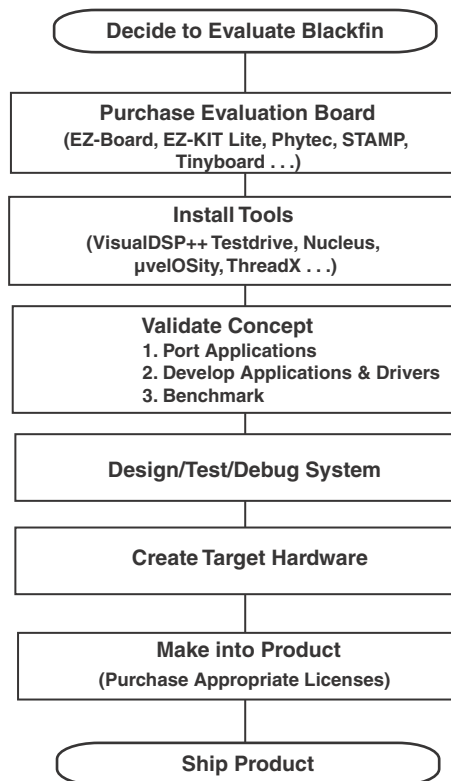 Decide to Evaluate Blackfin
Purchase Evaluation Board
(EZ-Board, EZ-KIT Lite, Phytec, STAMP,
Tinyboard . . .)
Install Tools
(VisualDSP++ Testdrive, Nucleus,
µvelOSity, ThreadX . . .)
Validate Concept
1. Port Applications
2. Develop Applications & Drivers
3. Benchmark
Design/Test/Debug System
Create Target Hardware
Make into Product
(Purchase Appropriate Licenses)
Ship Product